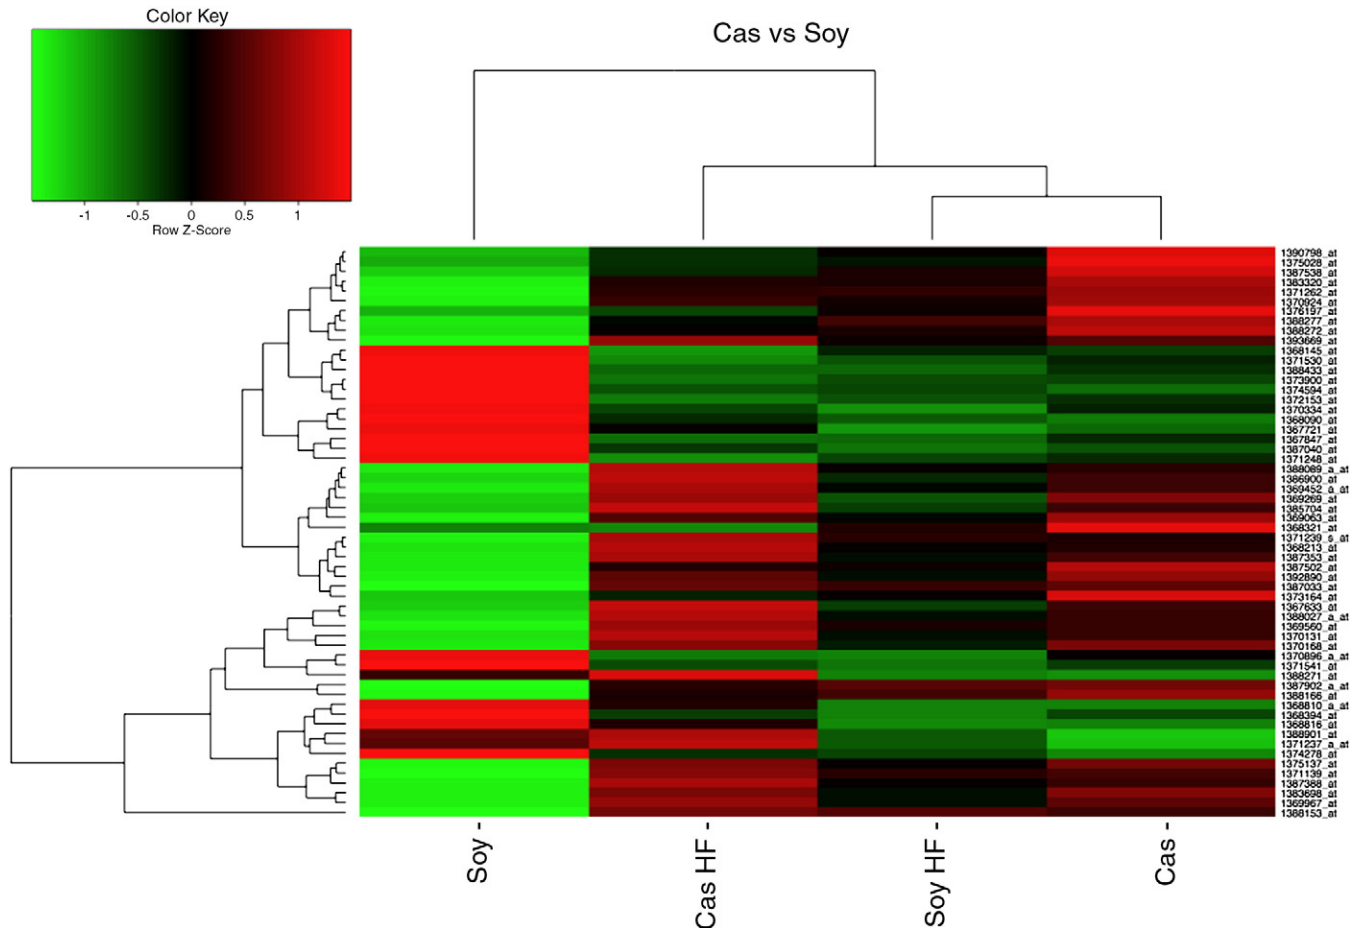 Color Key
Cas vs Soy
-1 -0.5 0 0.5 1
Row Z-Score
1390798_at
1375028_at
1387538_at
1383320_at
1371262_at
1370924_at
1376197_at
1388277_at
1388272_at
1393669_at
1368145_at
1371530_at
1388433_at
1373900_at
1374594_at
1372153_at
1370334_at
1368090_at
1367721_at
1367847_at
1387040_at
1371248_at
1388089_a_at
1386900_at
1369452_a_at
1369269_at
1385704_at
1369063_at
1368321_at
1371239_s_at
1368213_at
1387353_at
1387502_at
1392890_at
1387033_at
1373164_at
1367633_at
1388027_a_at
1369560_at
1370131_at
1370168_at
1370896_a_at
1371541_at
1388271_at
1387902_a_at
1388166_at
1368810_a_at
1368394_at
1368816_at
1388901_at
1371237_a_at
1374278_at
1375137_at
1371139_at
1387388_at
1383698_at
1369967_at
1388153_at
Soy
Cas HF
Soy HF
Cas